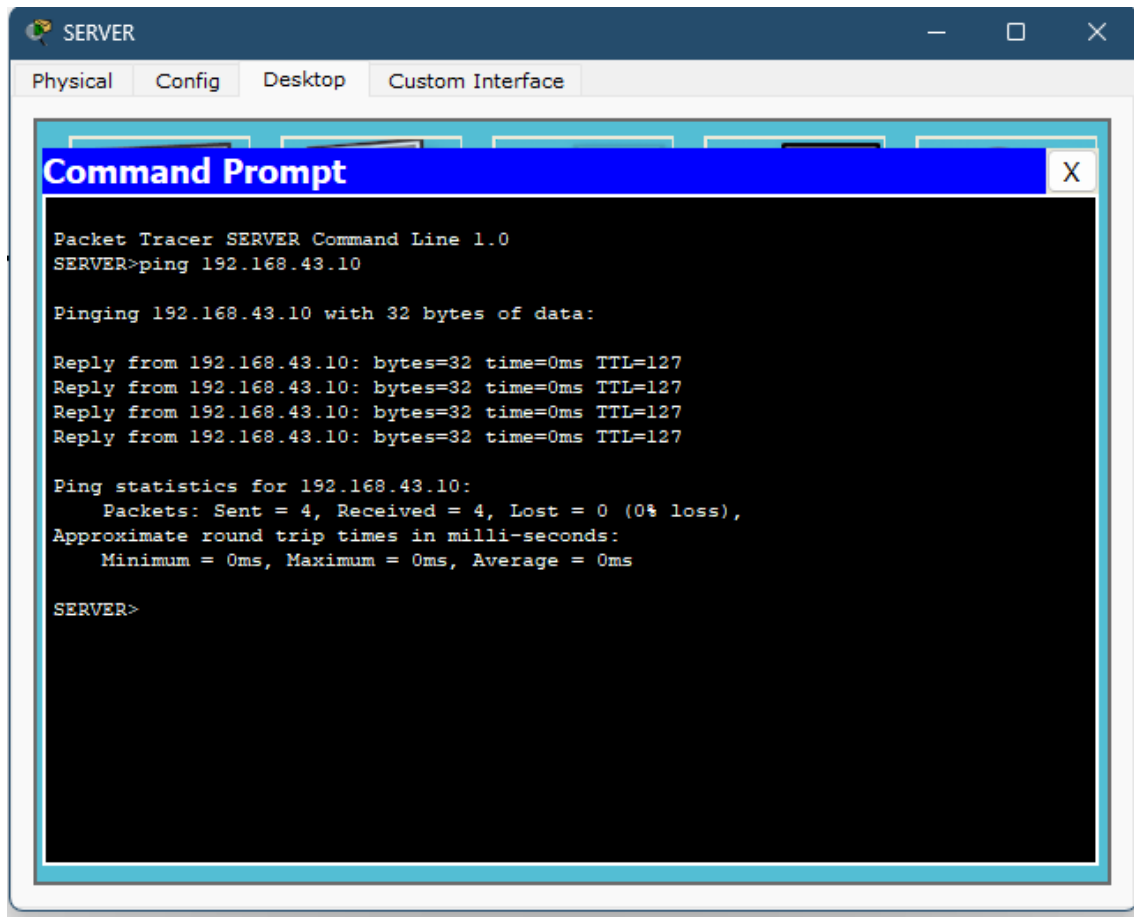 SERVER
Physical Config Desktop Custom Interface
Command Prompt X
Packet Tracer SERVER Command Line 1.0
SERVER>ping 192.168.43.10
Pinging 192.168.43.10 with 32 bytes of data:
Reply from 192.168.43.10: bytes=32 time=0ms TTL=127
Reply from 192.168.43.10: bytes=32 time=0ms TTL=127
Reply from 192.168.43.10: bytes=32 time=0ms TTL=127
Reply from 192.168.43.10: bytes=32 time=0ms TTL=127
Ping statistics for 192.168.43.10:
Packets: Sent = 4, Received = 4, Lost = 0 (0% loss),
Approximate round trip times in milli-seconds:
Minimum = 0ms, Maximum = 0ms, Average = 0ms
SERVER>